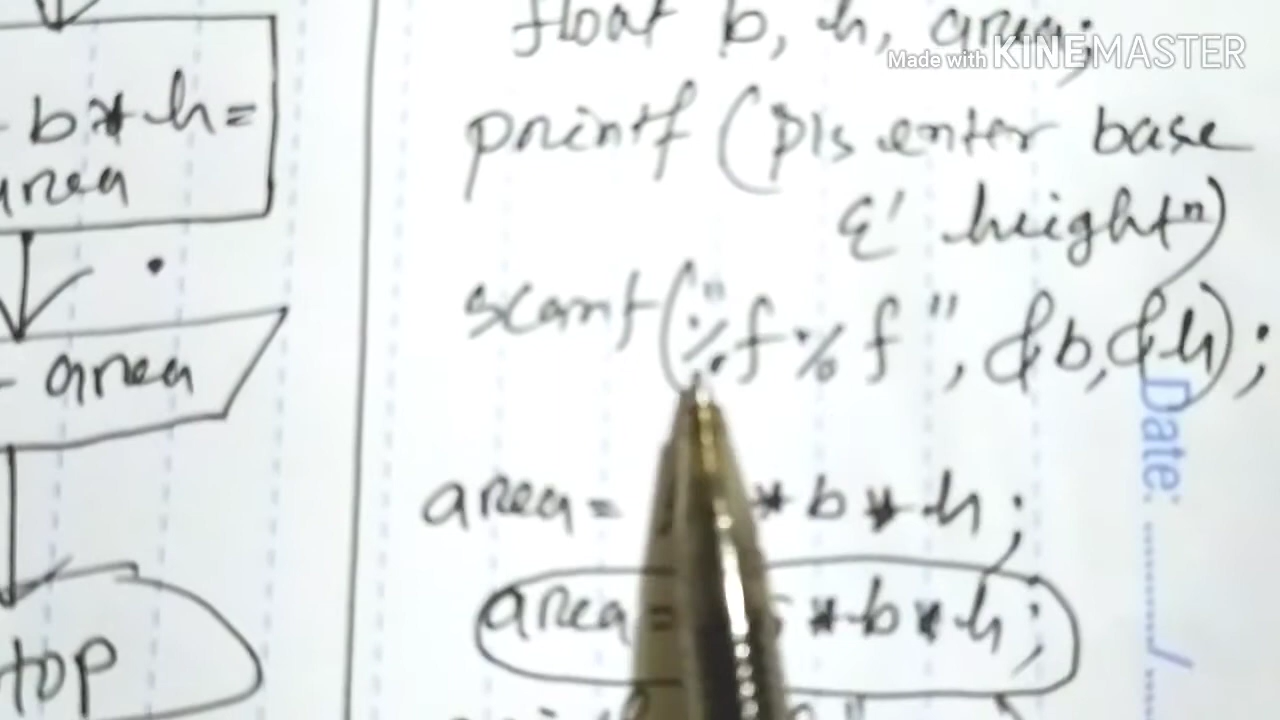 float b, h, area;
Made with KINEMASTER
printf (Pls enter base
& height")
scanf("%f%f", &b,&h);
area= * b * h;
area = * b * h;
b * h =
area
area
top
Date: